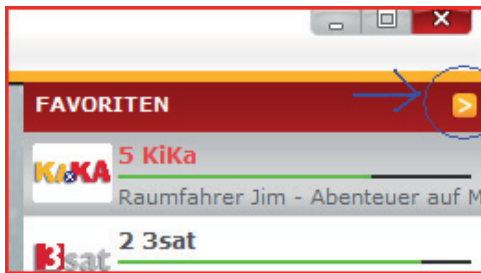 FAVORITEN >
KiKA 5 KiKa
Raumfahrer Jim - Abenteuer auf M
3sat 2 3sat